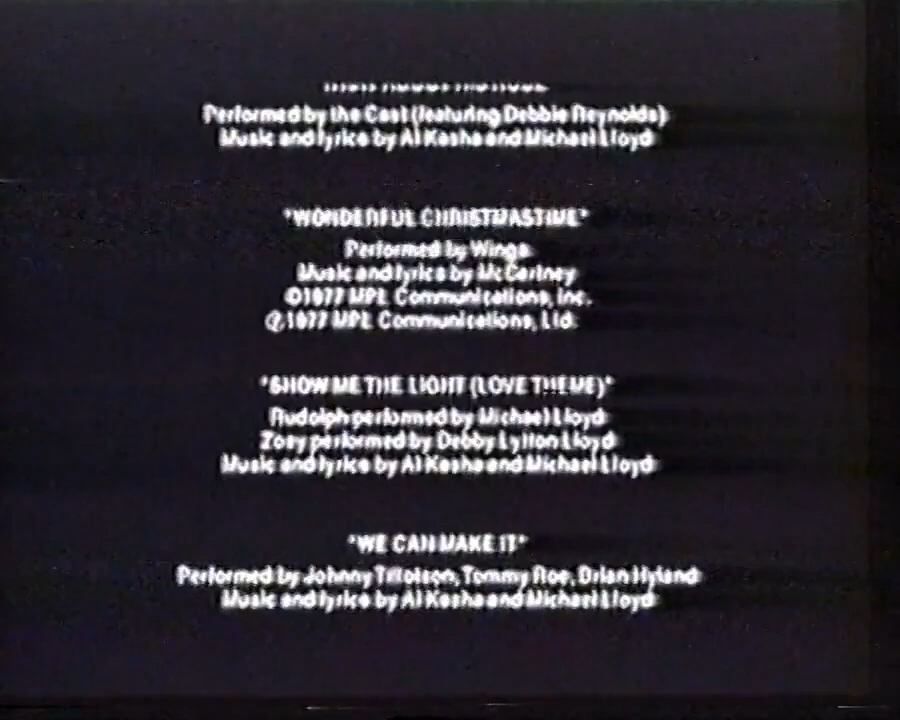 Performed by the Cast (featuring Debbie Reynolds)
Music and lyrics by Al Kasha and Michael Lloyd
"WONDERFUL CHRISTMASTIME"
Performed by Wings
Music and lyrics by McCartney
©1977 MPL Communications, Inc.
℗1977 MPL Communications, Ltd.
"SHOW ME THE LIGHT (LOVE THEME)"
Rudolph performed by Michael Lloyd
Zoey performed by Debby Lytton Lloyd
Music and lyrics by Al Kasha and Michael Lloyd
"WE CAN MAKE IT"
Performed by Johnny Tillotson, Tommy Roe, Brian Hyland
Music and lyrics by Al Kasha and Michael Lloyd